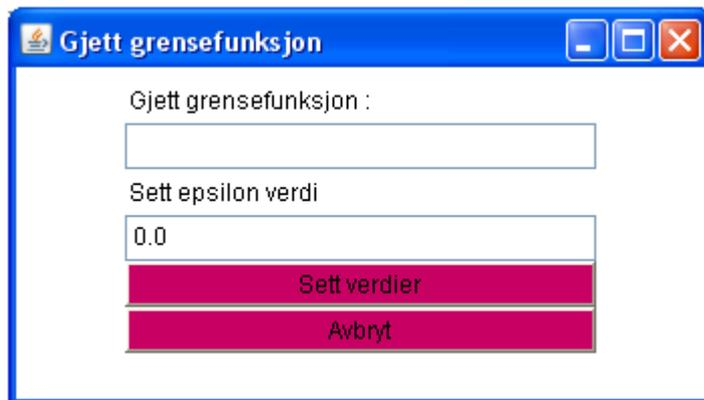 Gjett grensefunksjon
Gjett grensefunksjon :
Sett epsilon verdi
0.0
Sett verdier
Avbryt